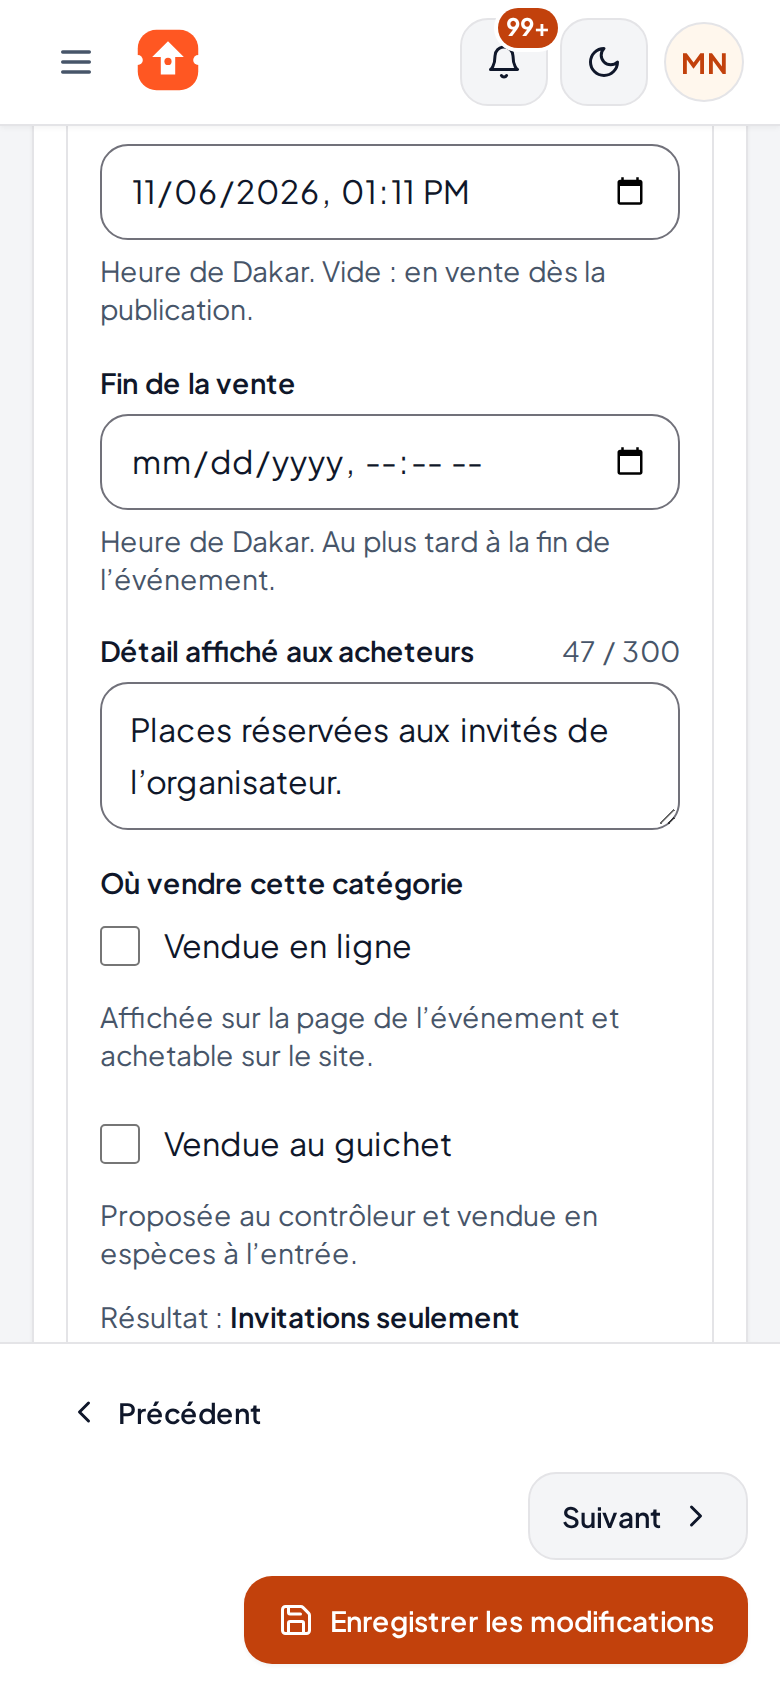 99+
MN
11/06/2026, 01:11 PM
Heure de Dakar. Vide : en vente dès la
publication.
Fin de la vente
mm/dd/yyyy, --:-- --
Heure de Dakar. Au plus tard à la fin de
l’événement.
Détail affiché aux acheteurs 47 / 300
Places réservées aux invités de
l’organisateur.
Où vendre cette catégorie
Vendue en ligne
Affichée sur la page de l’événement et
achetable sur le site.
Vendue au guichet
Proposée au contrôleur et vendue en
espèces à l’entrée.
Résultat : Invitations seulement
Précédent
Suivant
Enregistrer les modifications